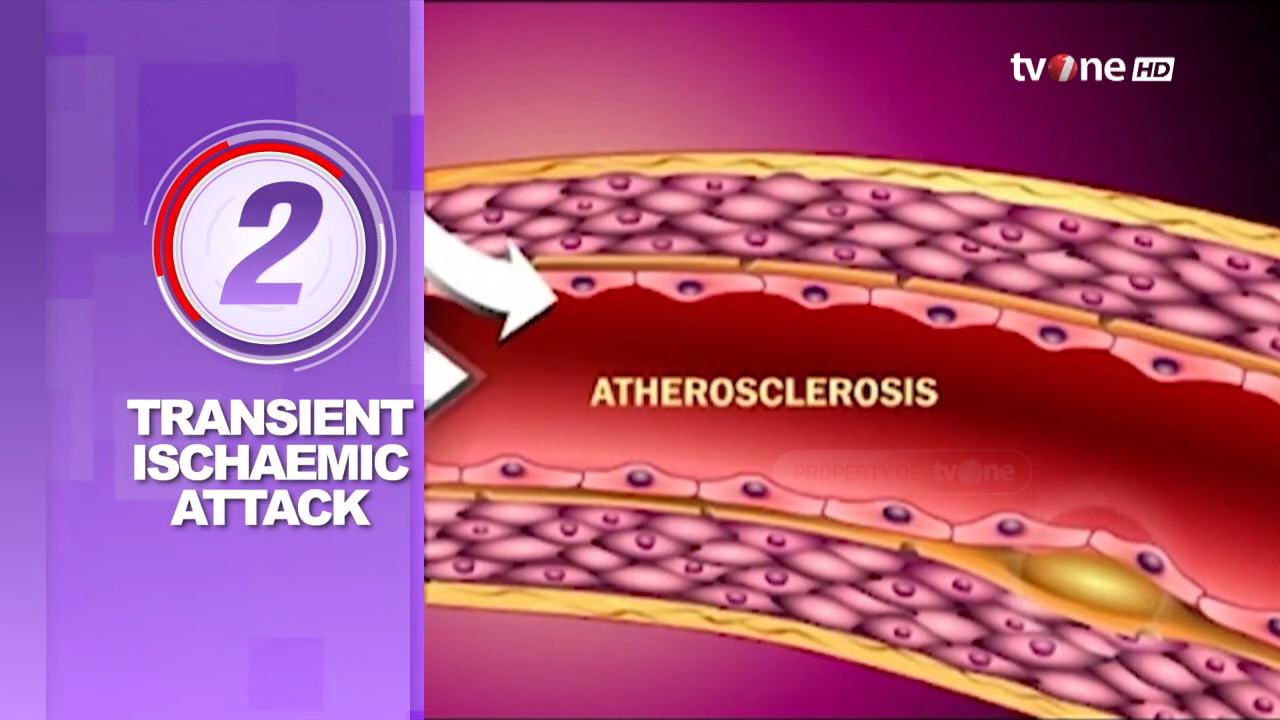 tvOne HD
2
TRANSIENT
ISCHAEMIC
ATTACK
ATHEROSCLEROSIS
PROPERTY OF tvOne